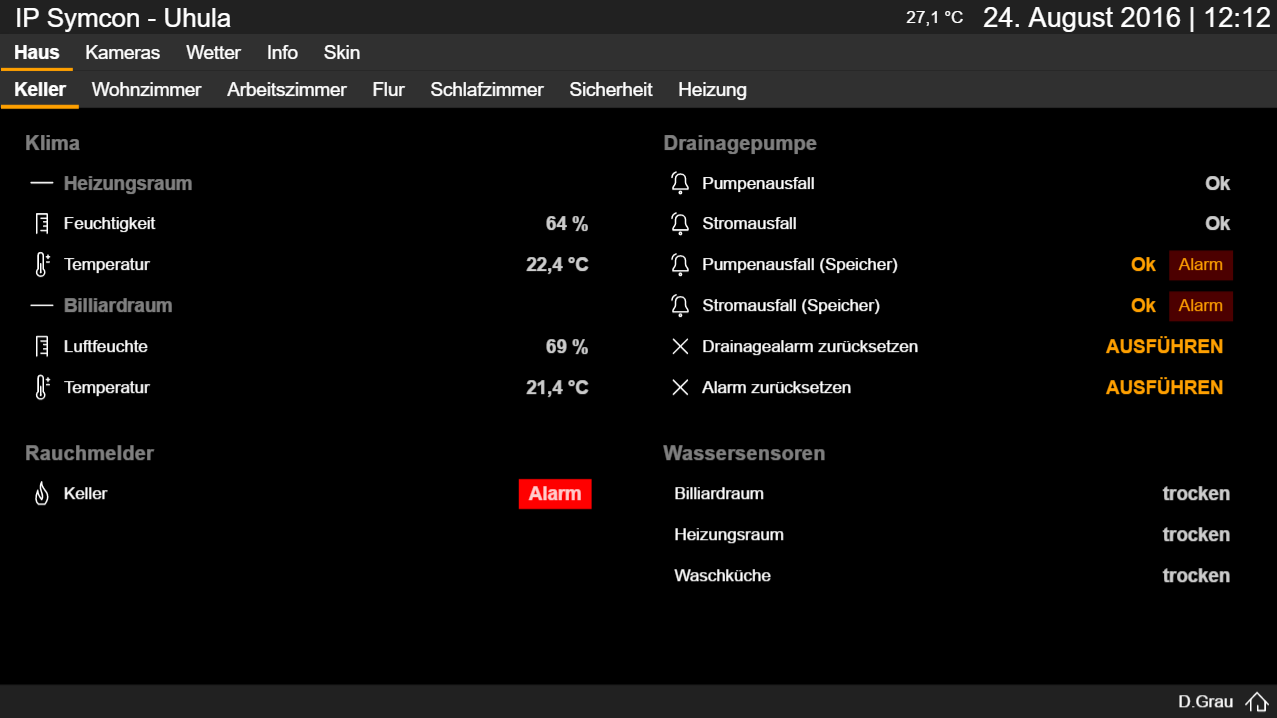 IP Symcon - Uhula 27,1 °C 24. August 2016 | 12:12
Haus Kameras Wetter Info Skin
Keller Wohnzimmer Arbeitszimmer Flur Schlafzimmer Sicherheit Heizung
Klima
Heizungsraum
Feuchtigkeit 64 %
Temperatur 22,4 °C
Billiardraum
Luftfeuchte 69 %
Temperatur 21,4 °C
Drainagepumpe
Pumpenausfall Ok
Stromausfall Ok
Pumpenausfall (Speicher) Ok Alarm
Stromausfall (Speicher) Ok Alarm
Drainagealarm zurücksetzen AUSFÜHREN
Alarm zurücksetzen AUSFÜHREN
Rauchmelder
Keller Alarm
Wassersensoren
Billiardraum trocken
Heizungsraum trocken
Waschküche trocken
D.Grau